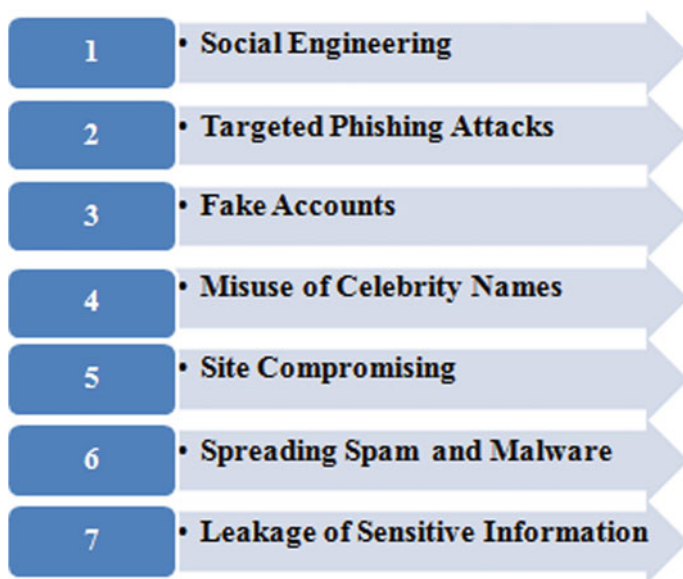 1
• Social Engineering
2
• Targeted Phishing Attacks
3
• Fake Accounts
4
• Misuse of Celebrity Names
5
• Site Compromising
6
• Spreading Spam and Malware
7
• Leakage of Sensitive Information